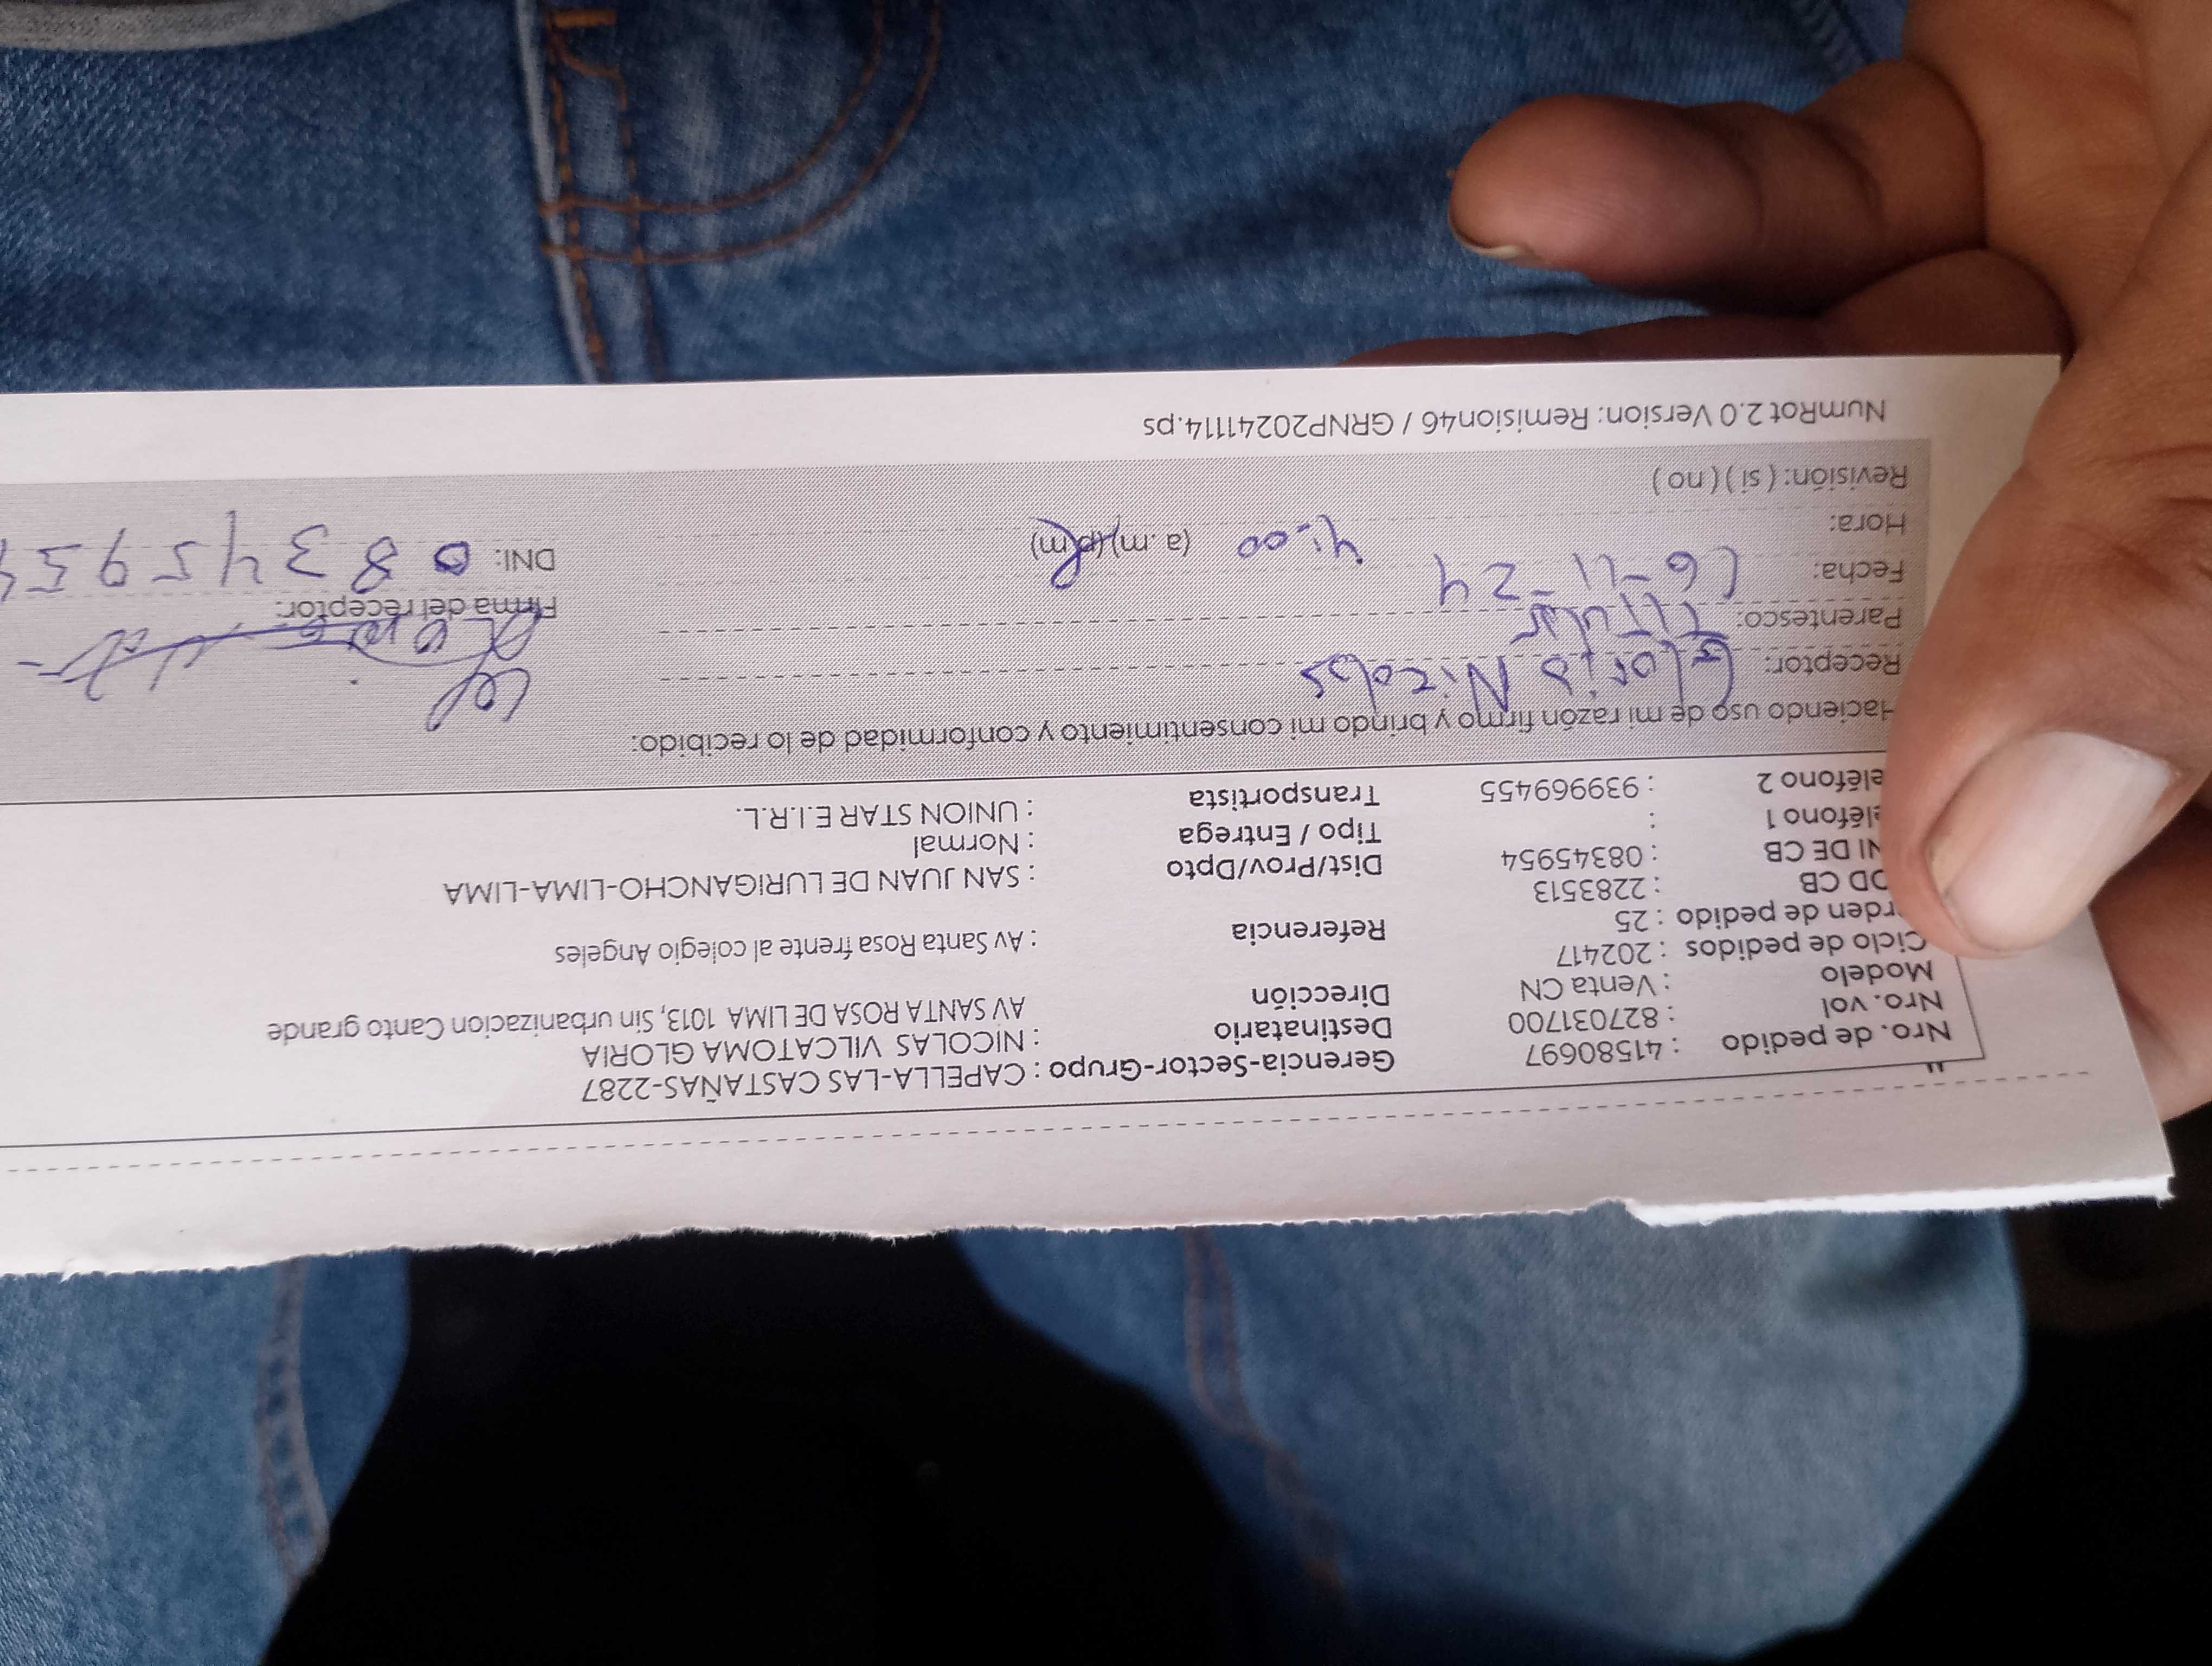 Nro. de pedido : 41580697 Gerencia-Sector-Grupo : CAPELLA-LAS CASTAÑAS-2287
Nro. vol : 827031700 Destinatario : NICOLAS VILCATOMA GLORIA
Modelo : Venta CN Dirección AV SANTA ROSA DE LIMA 1013, Sin urbanizacion Canto grande
Ciclo de pedidos : 202417
rden de pedido : 25 Referencia : Av Santa Rosa frente al colegio Angeles
OD CB : 2283513
NI DE CB : 08345954 Dist/Prov/Dpto : SAN JUAN DE LURIGANCHO-LIMA-LIMA
eléfono 1 : Tipo / Entrega : Normal
eléfono 2 : 939969455 Transportista : UNION STAR E.I.R.L.
Haciendo uso de mi razón firmo y brindo mi consentimiento y conformidad de lo recibido:
Receptor: Gloria Nicolas
Parentesco: Titular Firma del receptor:
Fecha: 16-11-24 DNI: 08345954
Hora: 4:00 (a.m) (p.m)
Revisión: ( si ) ( no )
NumRot 2.0 Version: Remision46 / GRNP20241114.ps